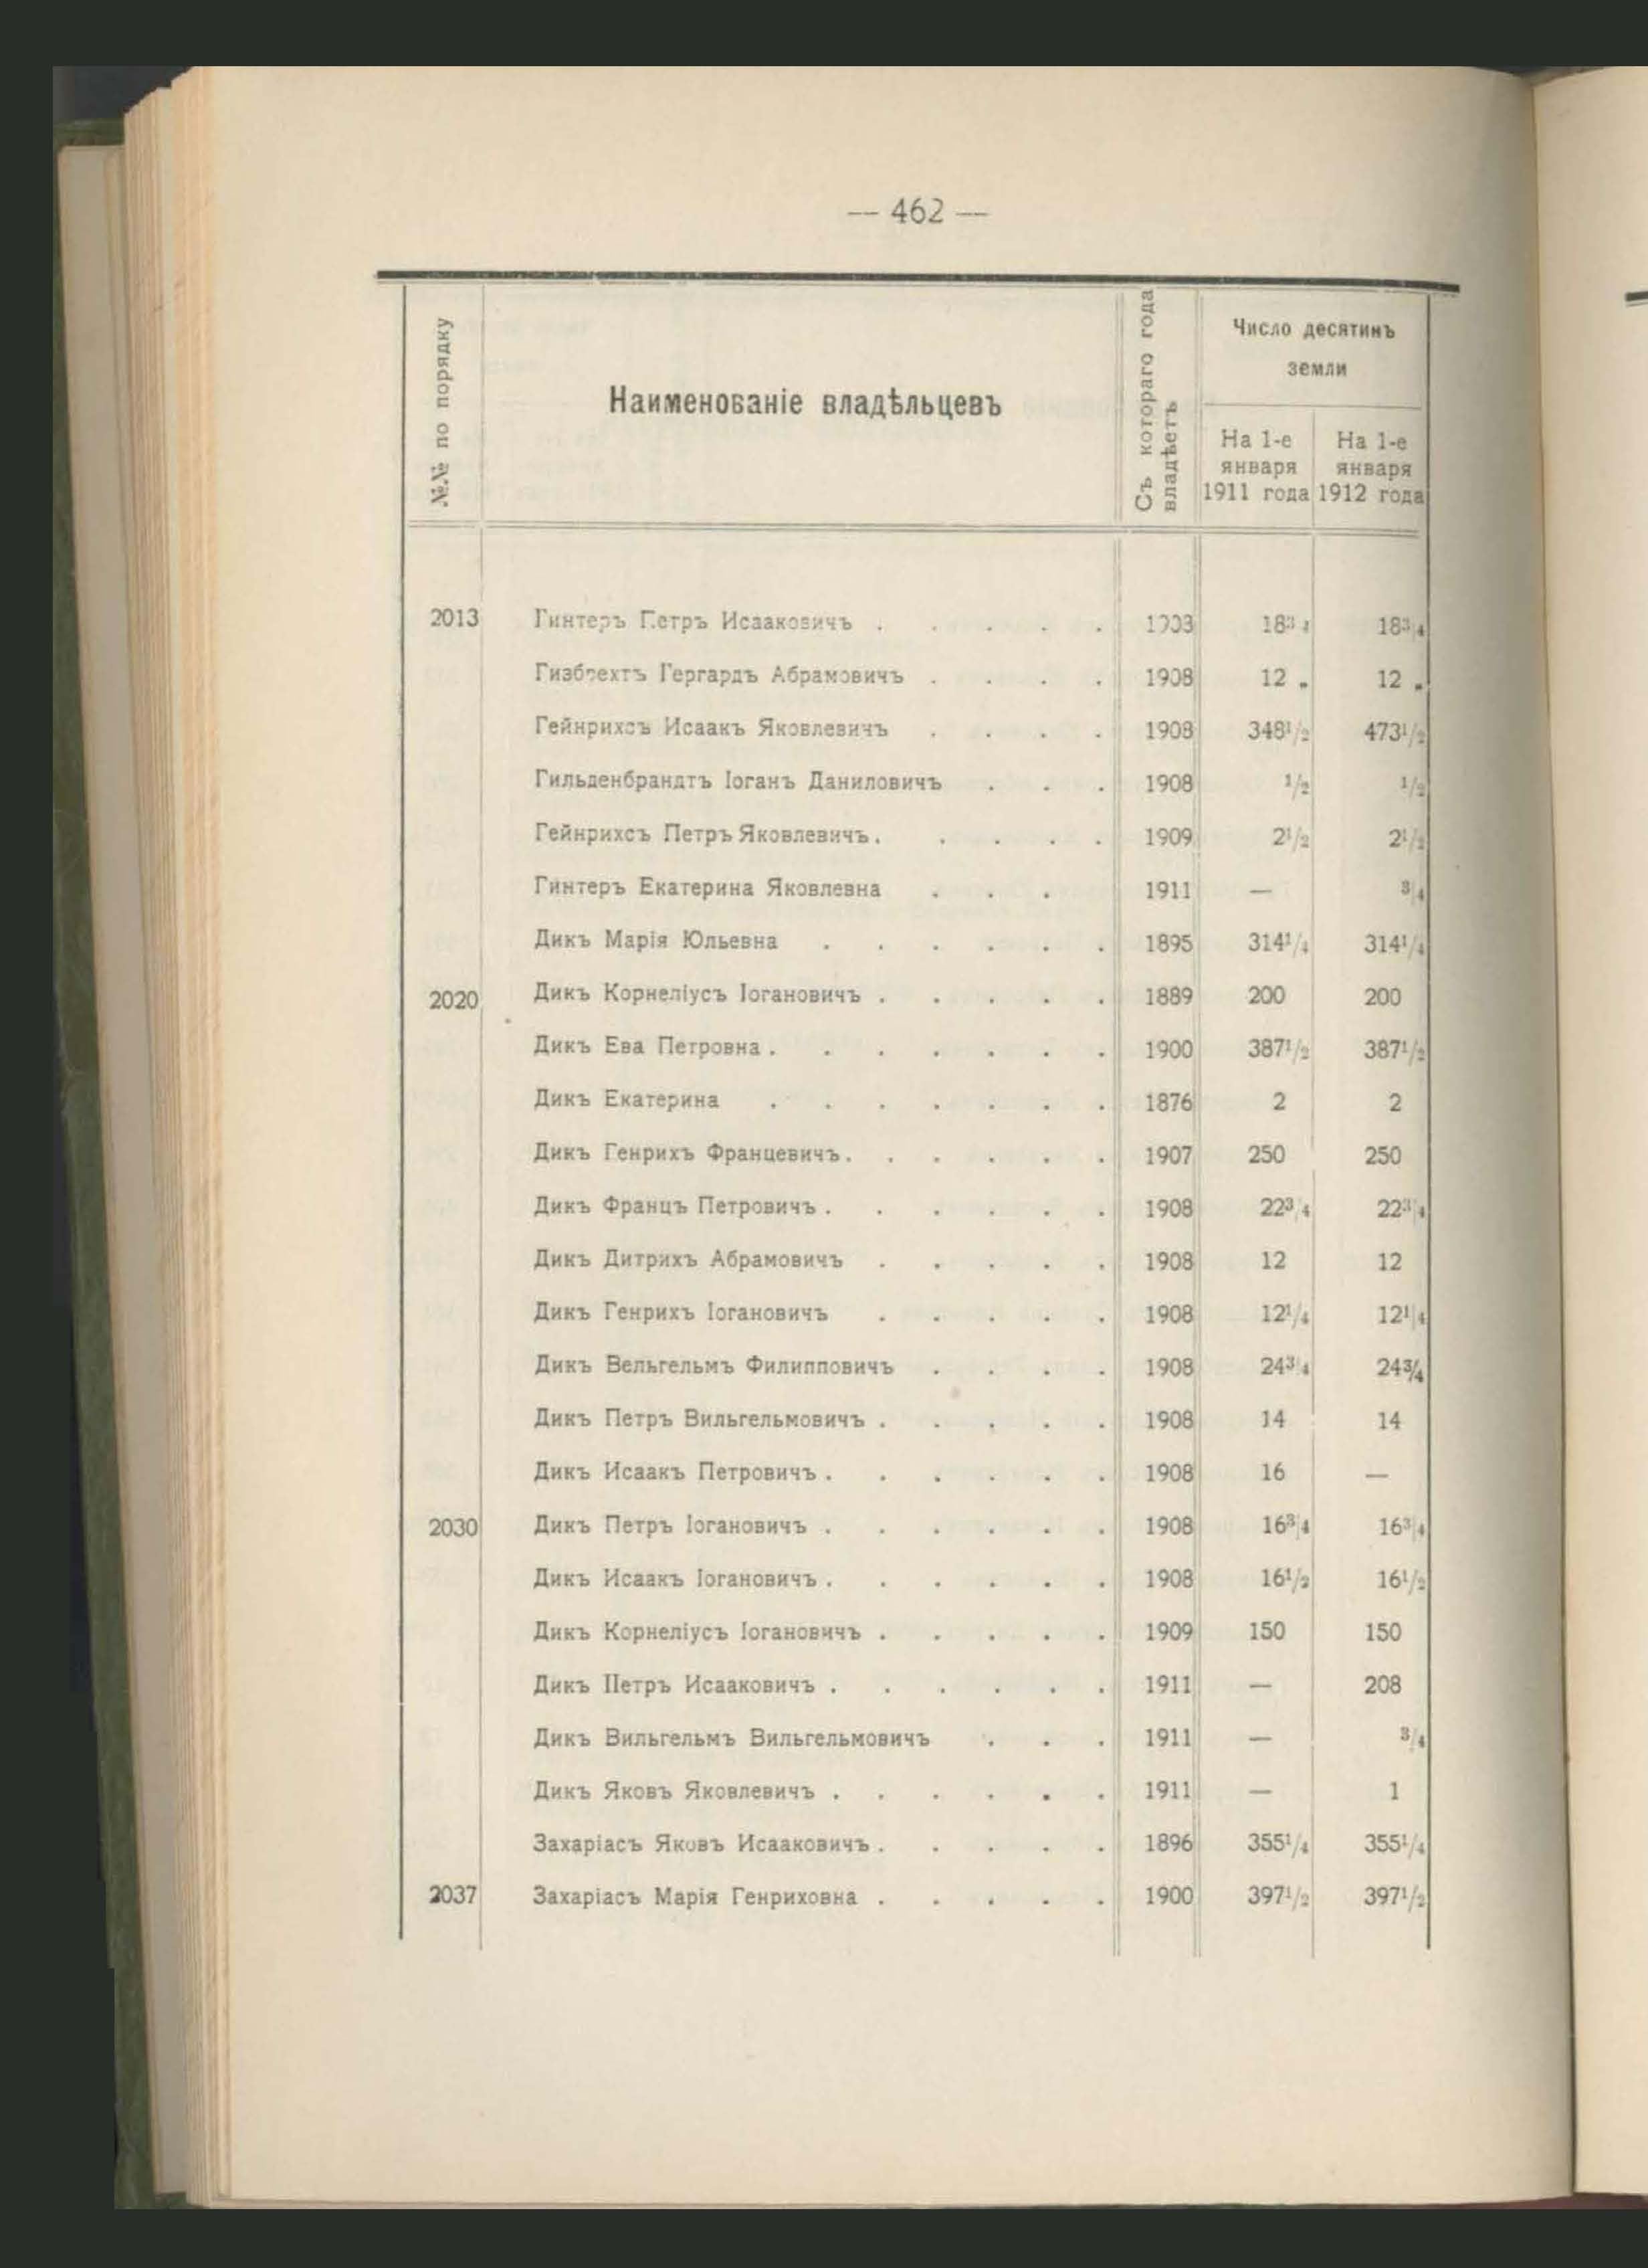 — 462 —
№№ по порядку
Наименованіе владѣльцевъ
Съ котораго года владѣетъ
Число десятинъ
земли
На 1-е января 1911 года
На 1-е января 1912 года
2013 Гинтеръ Петръ Исааковичъ . . . . . 18³/₄ 18³/₄
Гизбрехтъ Гергардъ Абрамовичъ . . . . 1908 12 „ 12 „
Гейнрихсъ Исаакъ Яковлевичъ . . . . 1908 348¹/₂ 473¹/₂
Гильденбрандтъ Іоганъ Даниловичъ . . . 1908 ¹/₂ ¹/₂
Гейнрихсъ Петръ Яковлевичъ . . . . . 1909 2¹/₂ 2¹/₂
Гинтеръ Екатерина Яковлевна . . . 1911 — ³/₄
Дикъ Марія Юльевна . . . . . . 1895 314¹/₄ 314¹/₄
2020 Дикъ Корнеліусъ Іогановичъ . . . . . 1889 200 200
Дикъ Ева Петровна . . . . . . . 1900 387¹/₂ 387¹/₂
Дикъ Екатерина . . . . . . . 1876 2 2
Дикъ Генрихъ Францевичъ . . . . . . 1907 250 250
Дикъ Францъ Петровичъ . . . . . . 1908 22³/₄ 22³/₄
Дикъ Дитрихъ Абрамовичъ . . . . . 1908 12 12
Дикъ Генрихъ Іогановичъ . . . . . 1908 12¹/₄ 12¹/₄
Дикъ Вельгельмъ Филипповичъ . . . . 1908 24³/₄ 24³/₄
Дикъ Петръ Вильгельмовичъ . . . . . 1908 14 14
Дикъ Исаакъ Петровичъ . . . . . . 1908 16 —
2030 Дикъ Петръ Іогановичъ . . . . . . 1908 16³/₄ 16³/₄
Дикъ Исаакъ Іогановичъ . . . . . . 1908 16¹/₂ 16¹/₂
Дикъ Корнеліусъ Іогановичъ . . . . . 1909 150 150
Дикъ Петръ Исааковичъ . . . . . . 1911 — 208
Дикъ Вильгельмъ Вильгельмовичъ . . . 1911 — ³/₄
Дикъ Яковъ Яковлевичъ . . . . . . 1911 — 1
Захаріасъ Яковъ Исааковичъ . . . . . 1896 355¹/₄ 355¹/₄
2037 Захаріасъ Марія Генриховна . . . . . 1900 397¹/₂ 397¹/₂